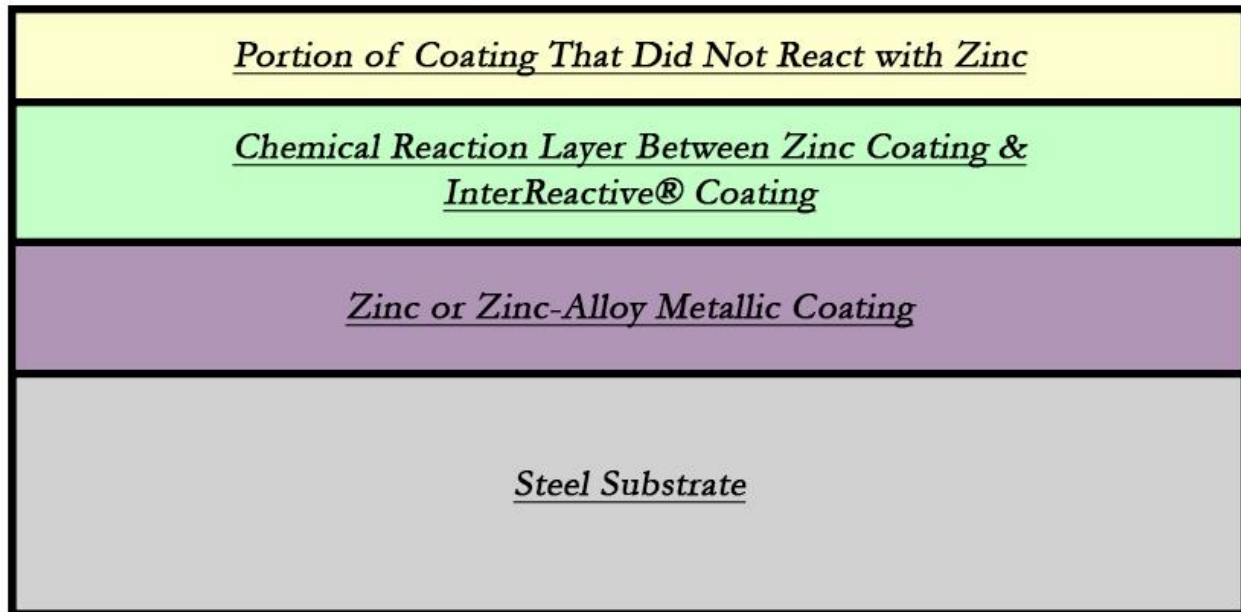 Portion of Coating That Did Not React with Zinc
Chemical Reaction Layer Between Zinc Coating &
InterReactive® Coating
Zinc or Zinc-Alloy Metallic Coating
Steel Substrate